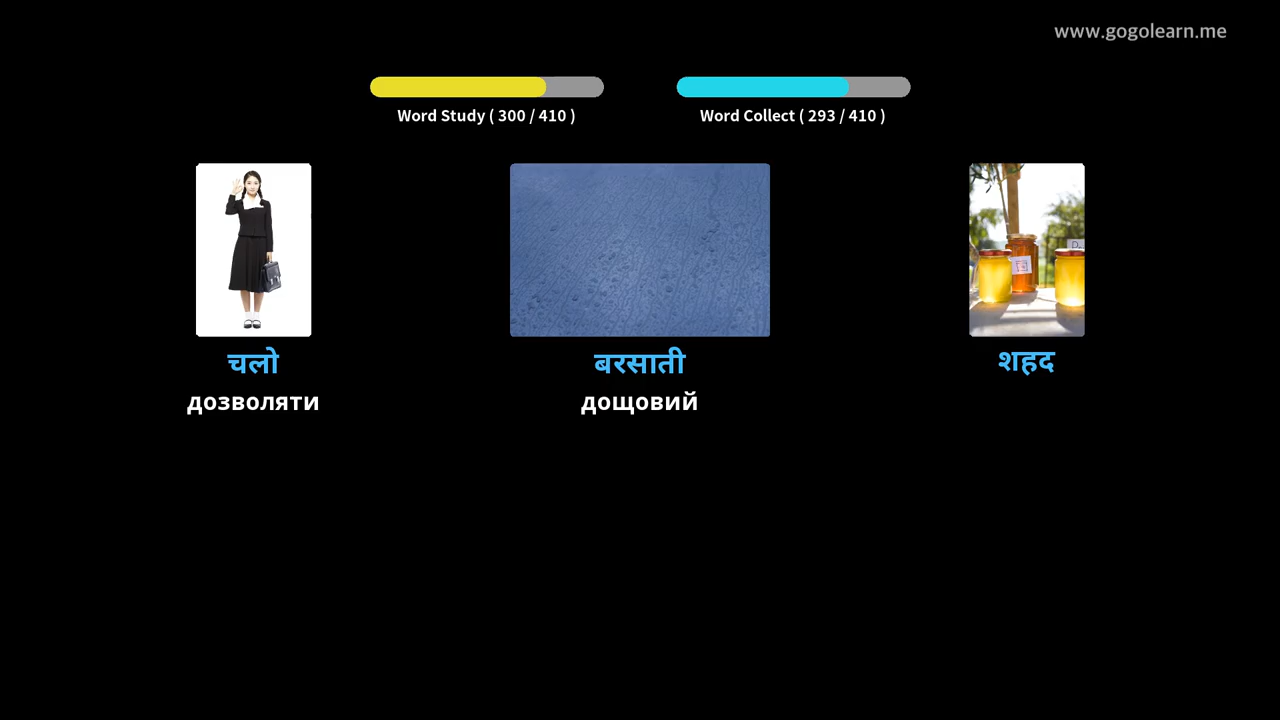 www.gogolearn.me
Word Study ( 300 / 410 )
Word Collect ( 293 / 410 )
चलो
बरसाती
शहद
дозволяти
дощовий